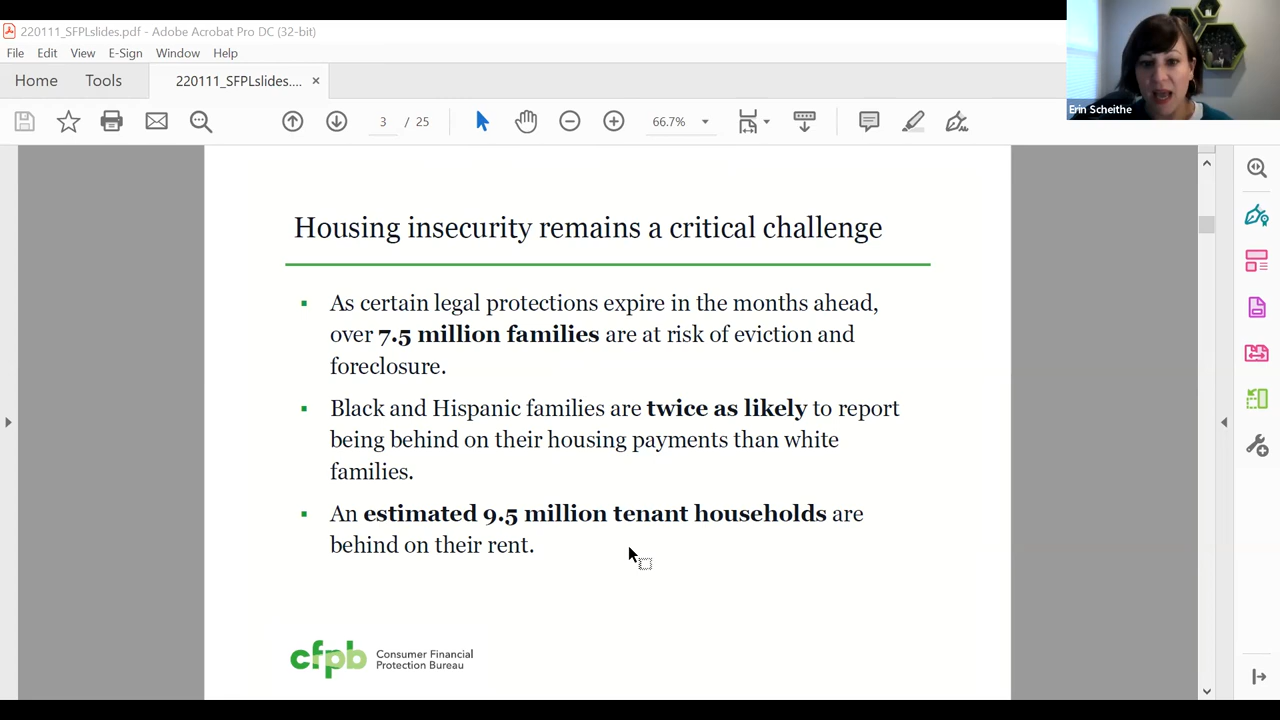 220111_SFPLslides.pdf - Adobe Acrobat Pro DC (32-bit)
File Edit View E-Sign Window Help
Home Tools 220111_SFPLslides.... ×
3 / 25 66.7%
Erin Scheithe
Housing insecurity remains a critical challenge
▪ As certain legal protections expire in the months ahead,
over 7.5 million families are at risk of eviction and
foreclosure.
▪ Black and Hispanic families are twice as likely to report
being behind on their housing payments than white
families.
▪ An estimated 9.5 million tenant households are
behind on their rent.
cfpb Consumer Financial
Protection Bureau